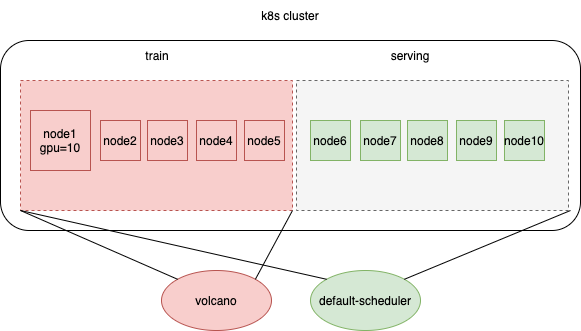 k8s cluster
train
serving
node1
gpu=10
node2
node3
node4
node5
node6
node7
node8
node9
node10
volcano
default-scheduler